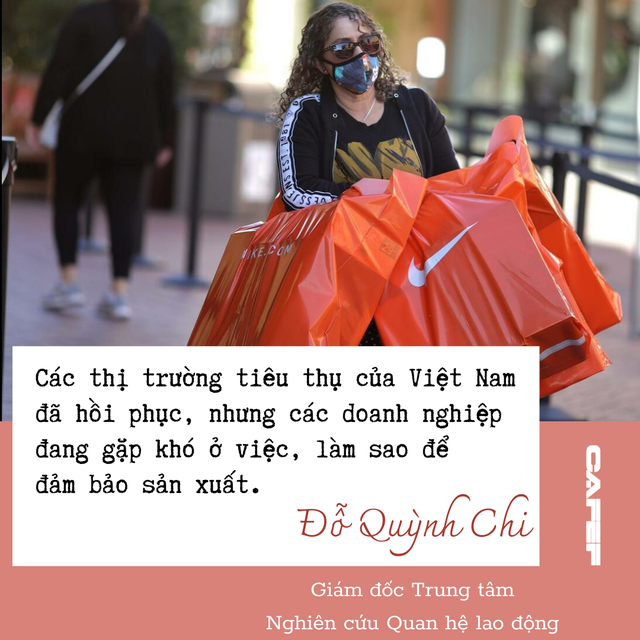 NIKE.COM
Các thị trường tiêu thụ của Việt Nam
đã hồi phục, nhưng các doanh nghiệp
đang gặp khó ở việc, làm sao để
đảm bảo sản xuất.
Đỗ Quỳnh Chi
CAFEF
Giám đốc Trung tâm
Nghiên cứu Quan hệ lao động